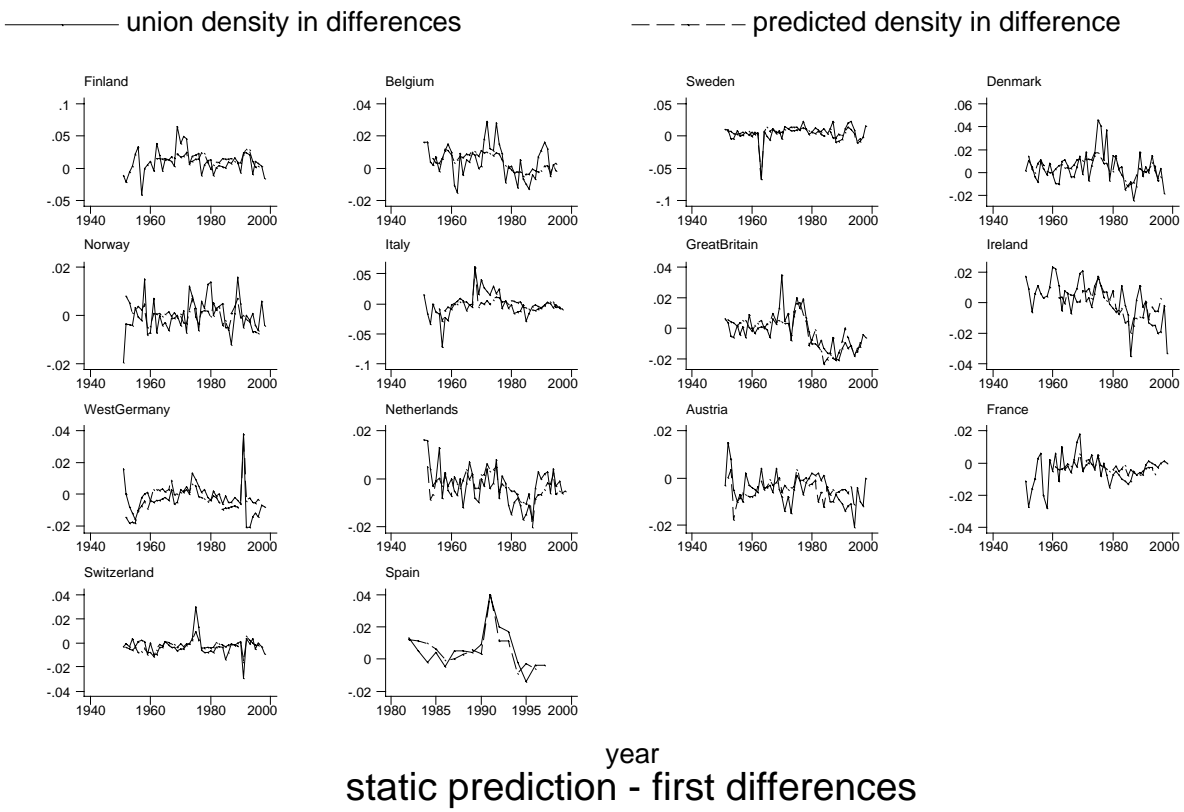 union density in differences predicted density in difference
Finland Belgium Sweden Denmark
.1 .04 .05 .06
.05 .02 0 .04
0 0 -.05 .02
-.05 -.02 -.1 0
-.02
1940 1960 1980 2000 1940 1960 1980 2000 1940 1960 1980 2000 1940 1960 1980 2000
Norway Italy GreatBritain Ireland
.02 .05 .04 .02
0 0 .02 0
-.02 -.05 0 -.02
-.1 -.02 -.04
1940 1960 1980 2000 1940 1960 1980 2000 1940 1960 1980 2000 1940 1960 1980 2000
WestGermany Netherlands Austria France
.04 .02 .02 .02
.02 0 0 0
0 -.02 -.02 -.02
-.02 -.04
1940 1960 1980 2000 1940 1960 1980 2000 1940 1960 1980 2000 1940 1960 1980 2000
Switzerland Spain
.04 .04
.02 .02
0 0
-.02 -.02
-.04
1940 1960 1980 2000 1980 1985 1990 1995 2000
year
static prediction - first differences